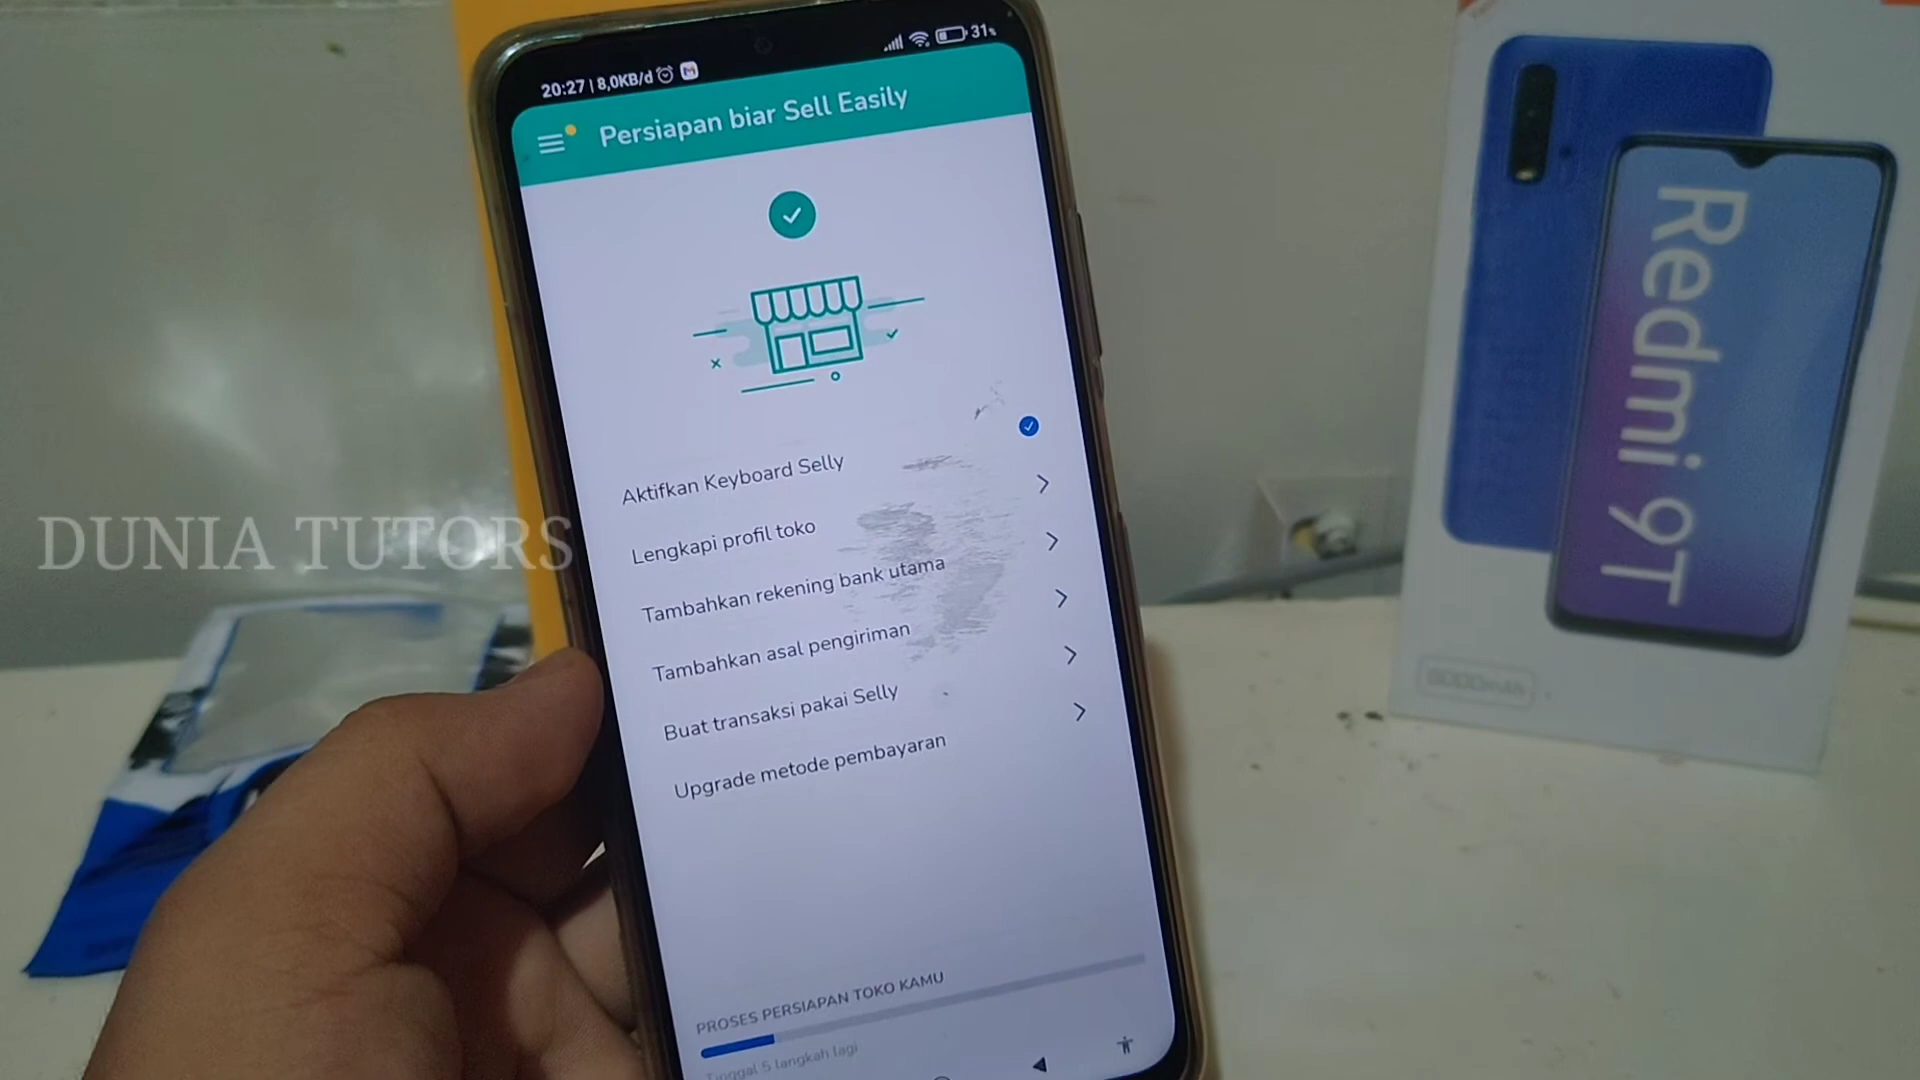 20:27 | 8,0KB/d
31%
Persiapan biar Sell Easily
Aktifkan Keyboard Selly
Lengkapi profil toko
Tambahkan rekening bank utama
Tambahkan asal pengiriman
Buat transaksi pakai Selly
Upgrade metode pembayaran
PROSES PERSIAPAN TOKO KAMU
Tinggal 5 langkah lagi
DUNIA TUTORS
Redmi 9T
6000mAh